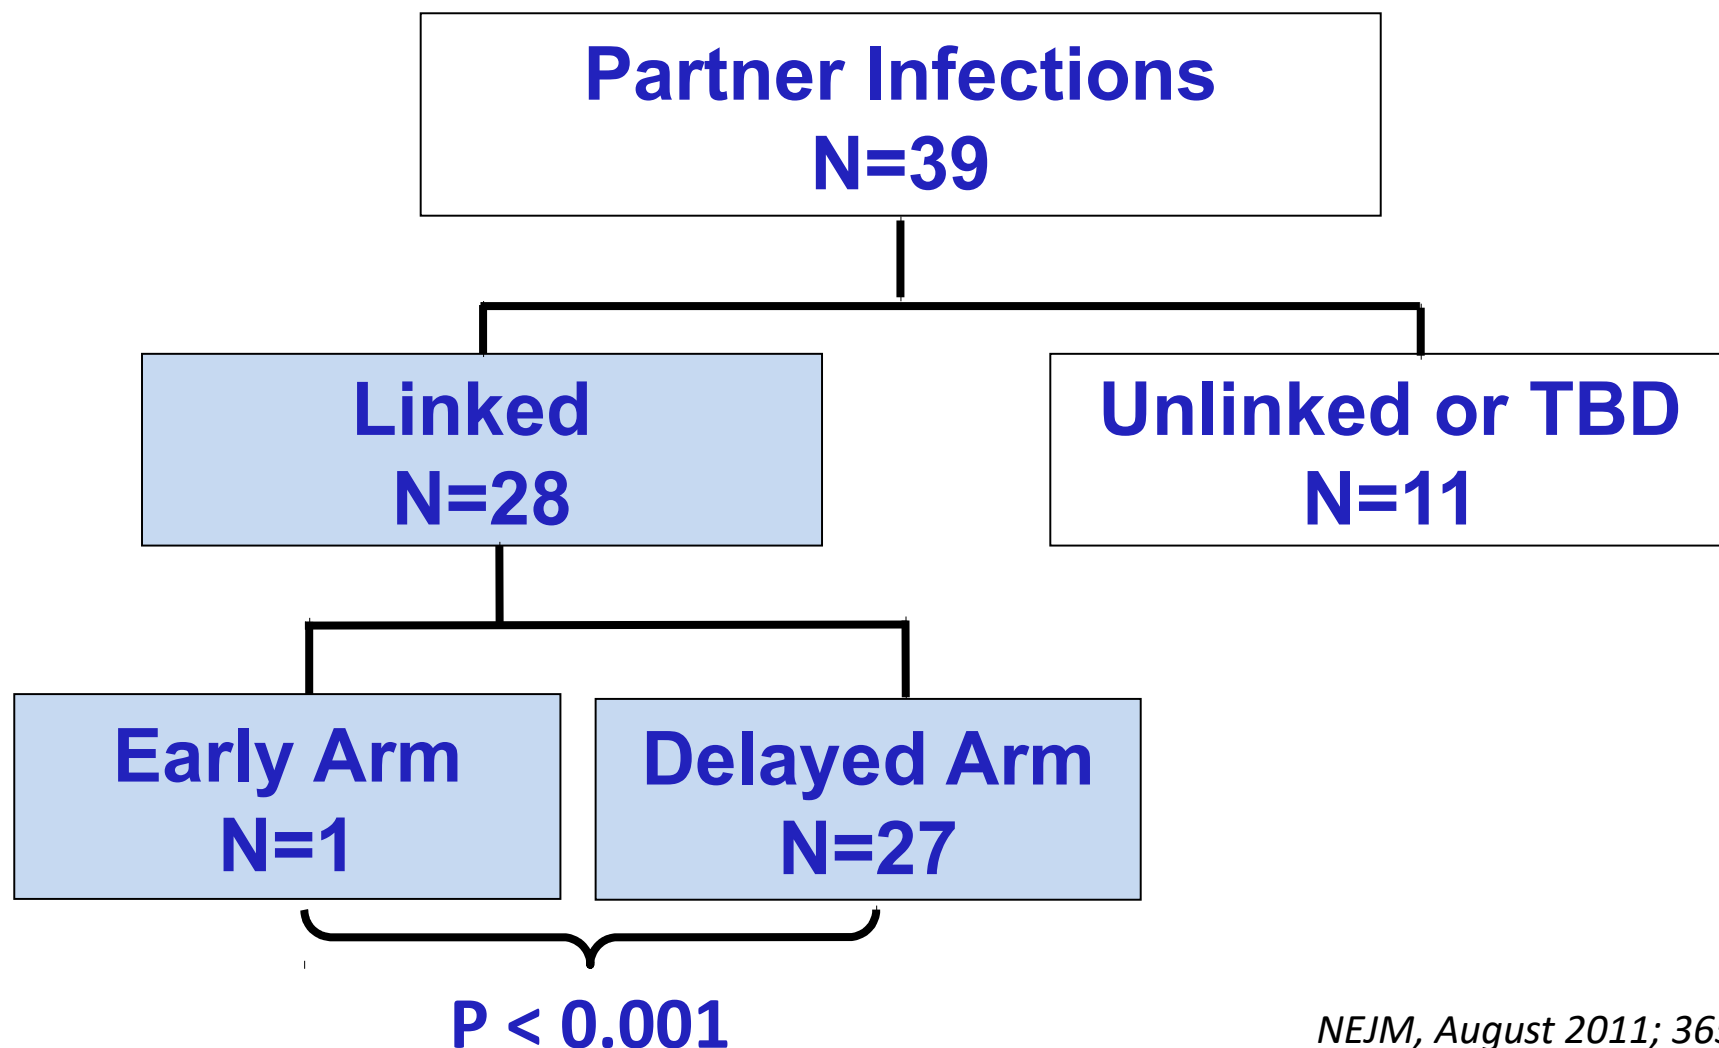 Partner Infections
N=39
Linked
N=28
Unlinked or TBD
N=11
Early Arm
N=1
Delayed Arm
N=27
P < 0.001
NEJM, August 2011;